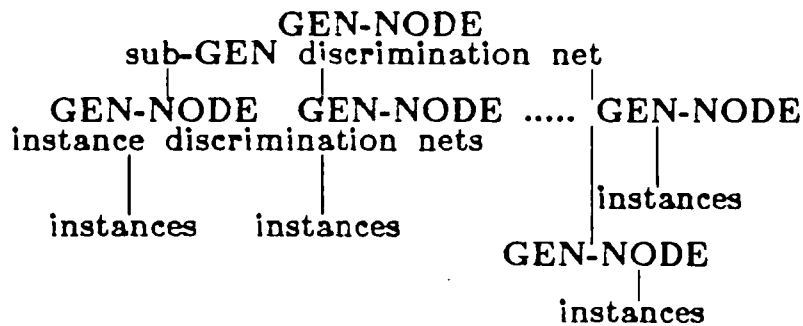 GEN-NODE
sub-GEN discrimination net
GEN-NODE GEN-NODE ..... GEN-NODE
instance discrimination nets
instances
instances instances
GEN-NODE
instances